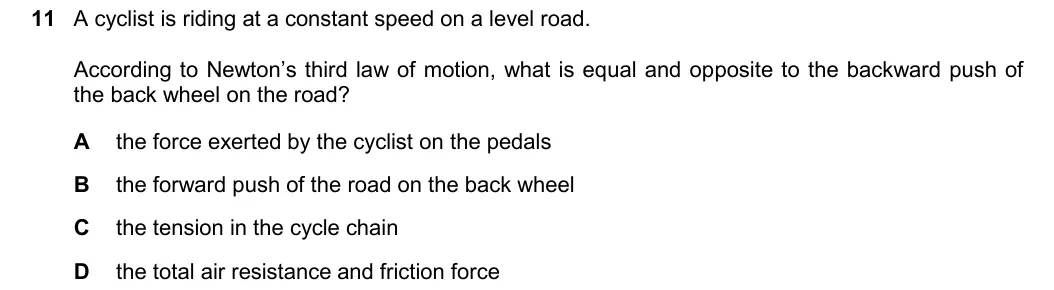 11 A cyclist is riding at a constant speed on a level road.
According to Newton's third law of motion, what is equal and opposite to the backward push of
the back wheel on the road?
A the force exerted by the cyclist on the pedals
B the forward push of the road on the back wheel
C the tension in the cycle chain
D the total air resistance and friction force